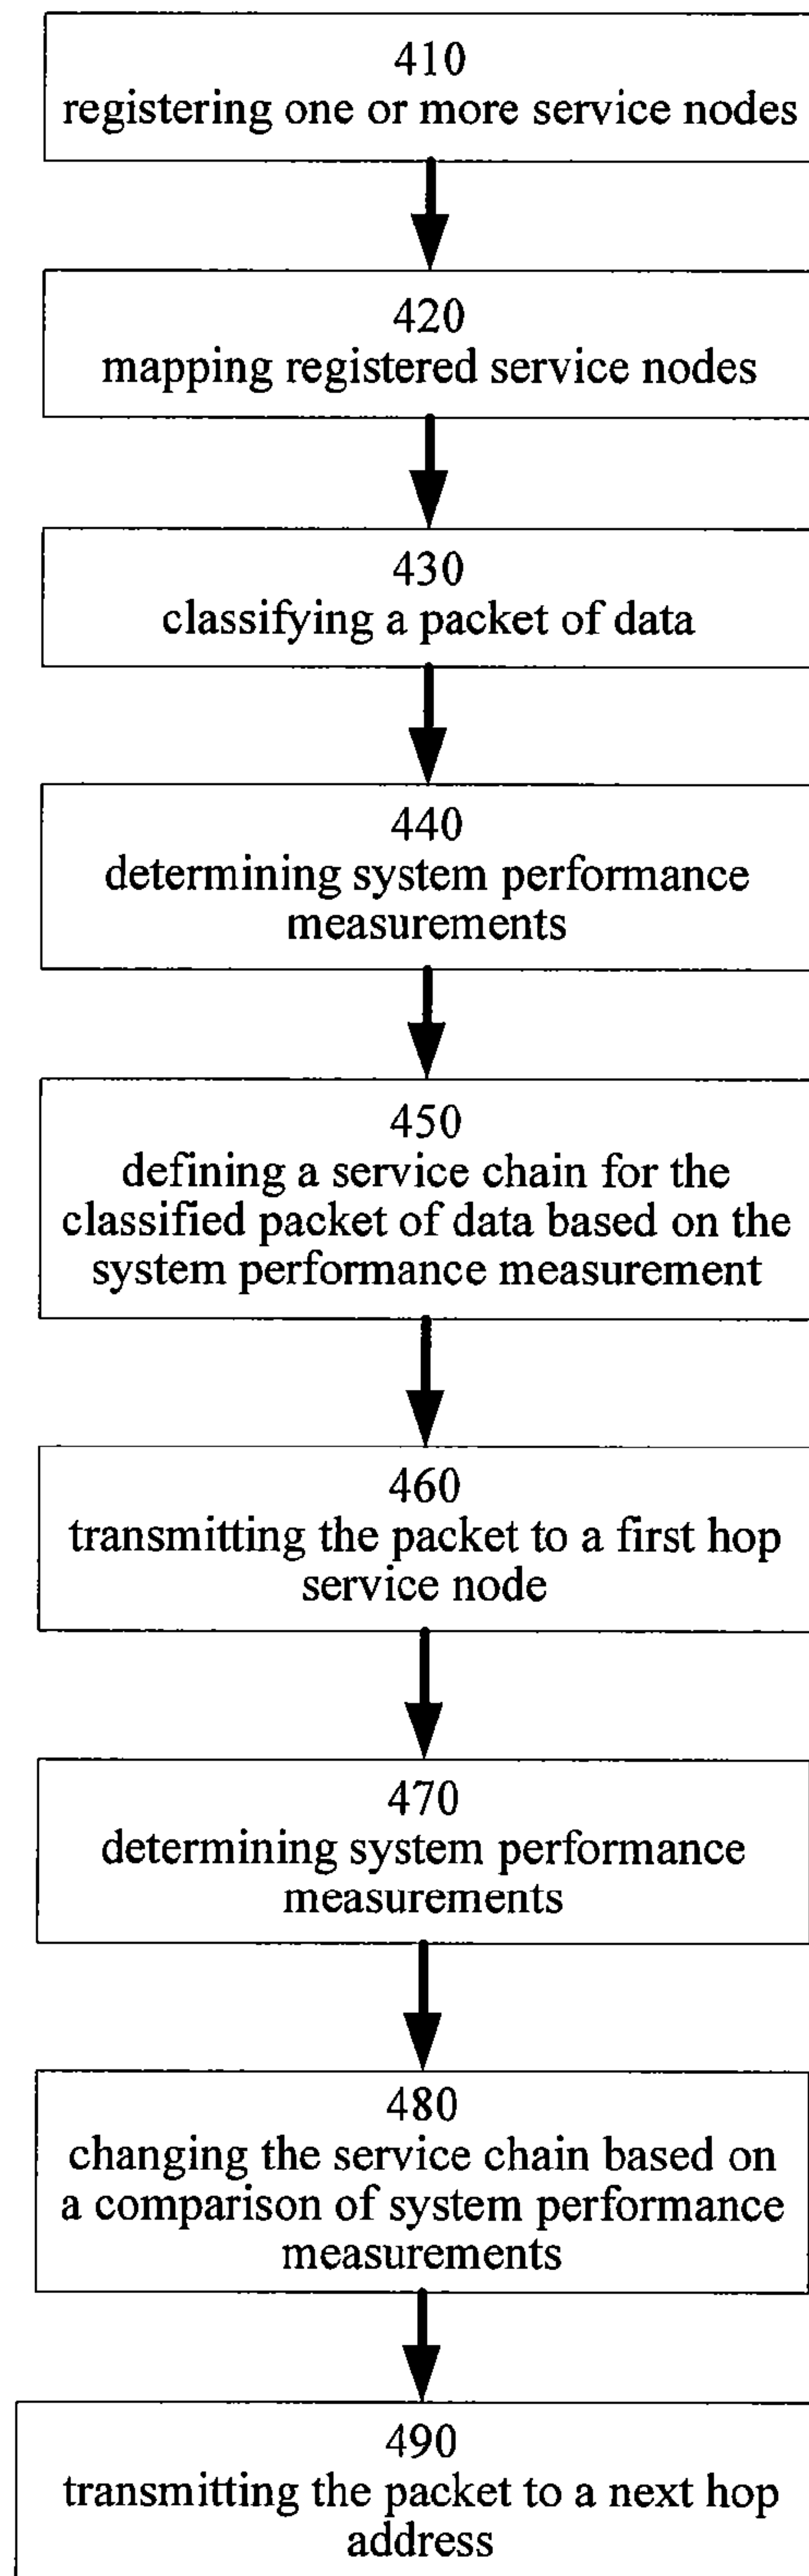 410
registering one or more service nodes
420
mapping registered service nodes
430
classifying a packet of data
440
determining system performance
measurements
450
defining a service chain for the
classified packet of data based on the
system performance measurement
460
transmitting the packet to a first hop
service node
470
determining system performance
measurements
480
changing the service chain based on
a comparison of system performance
measurements
490
transmitting the packet to a next hop
address